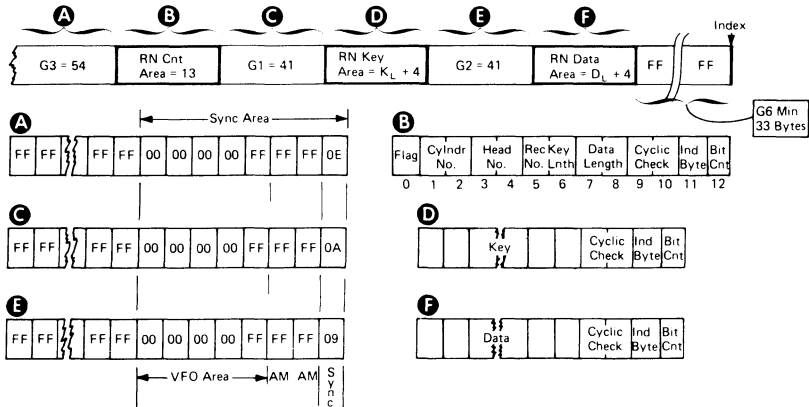 A B C D E F
Index
G3 = 54
RN Cnt
Area = 13
G1 = 41
RN Key
Area = KL + 4
G2 = 41
RN Data
Area = DL + 4
FF FF
G6 Min
33 Bytes
Sync Area
A
FF FF FF FF 00 00 00 00 FF FF FF 0E
B
Flag Cylndr No. Head No. Rec No. Key Lnth Data Length Cyclic Check Ind Byte Bit Cnt
0 1 2 3 4 5 6 7 8 9 10 11 12
C
FF FF FF FF 00 00 00 00 FF FF FF 0A
D
Key Cyclic Check Ind Byte Bit Cnt
E
FF FF FF FF 00 00 00 00 FF FF FF 09
F
Data Cyclic Check Ind Byte Bit Cnt
VFO Area AM AM Sync